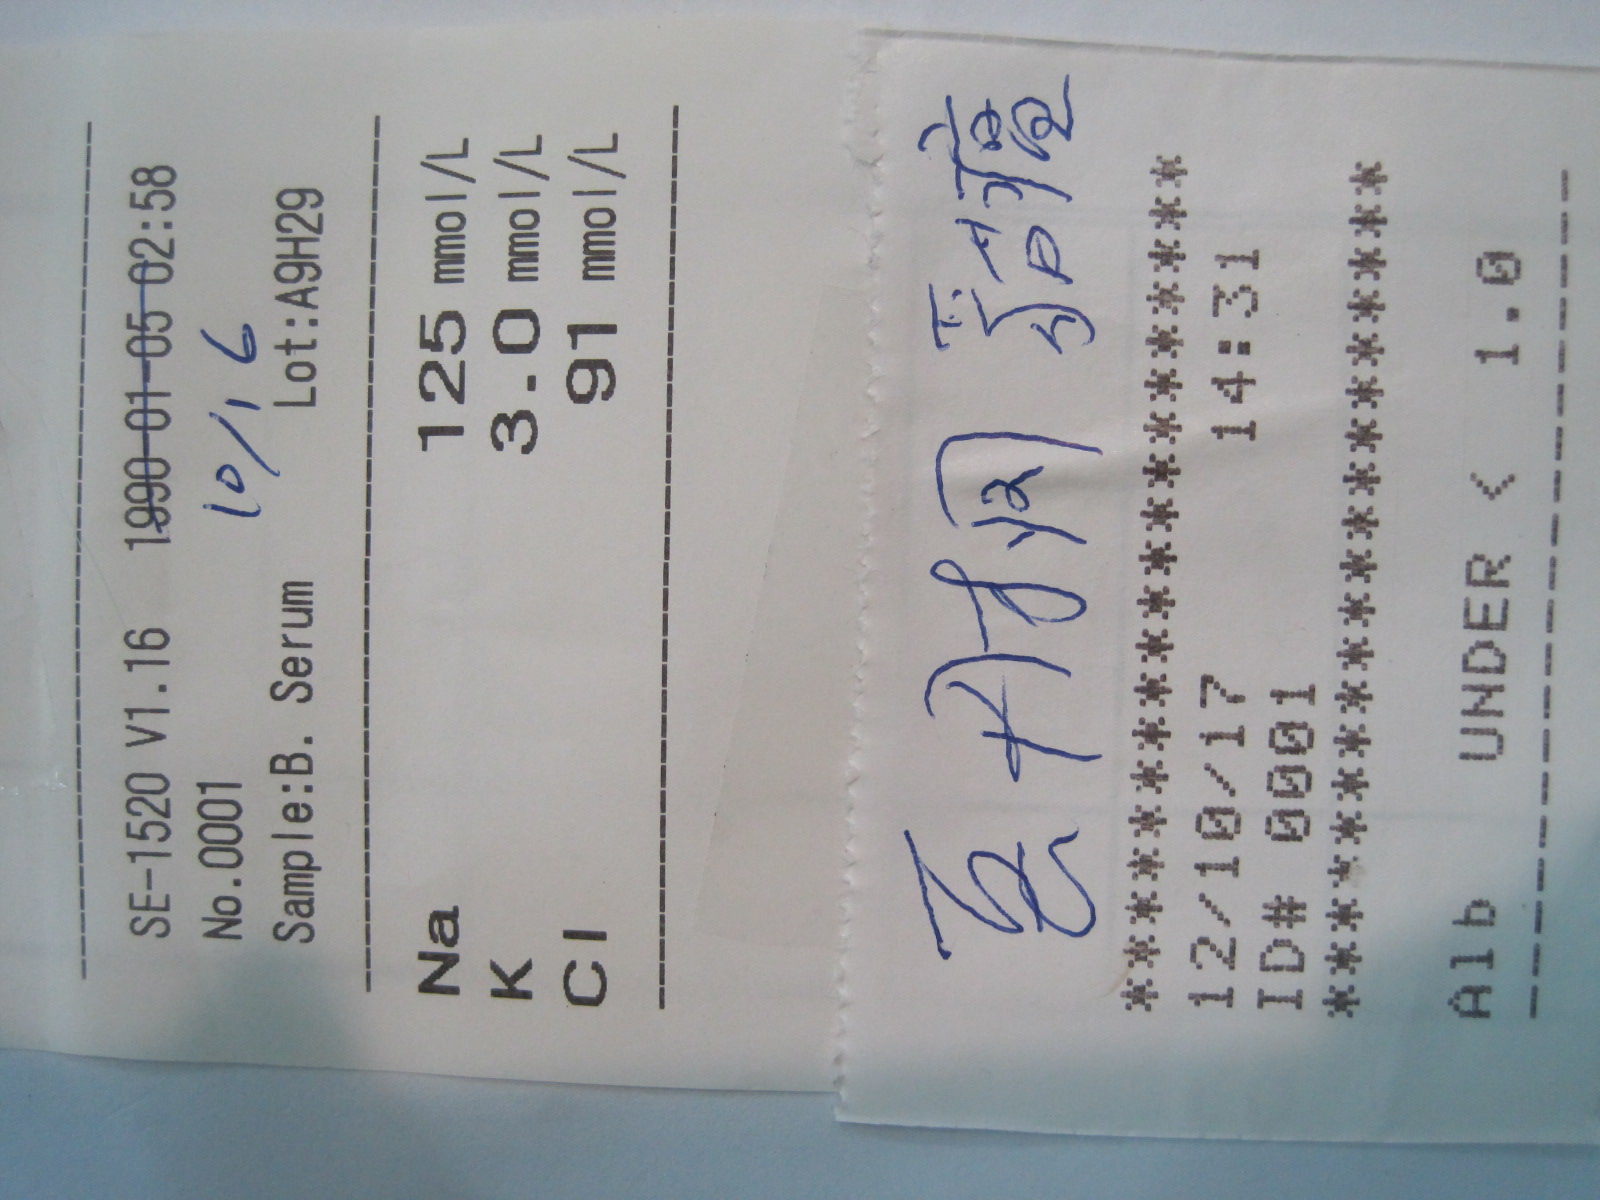 SE-1520 V1.16 1990-01-05 02:58
No.0001 10/16
Sample:B. Serum Lot:A9H29
Na 125 mmol/L
K 3.0 mmol/L
Cl 91 mmol/L
*********************
12/10/17 14:31
ID# 0001
*********************
Alb UNDER < 1.0